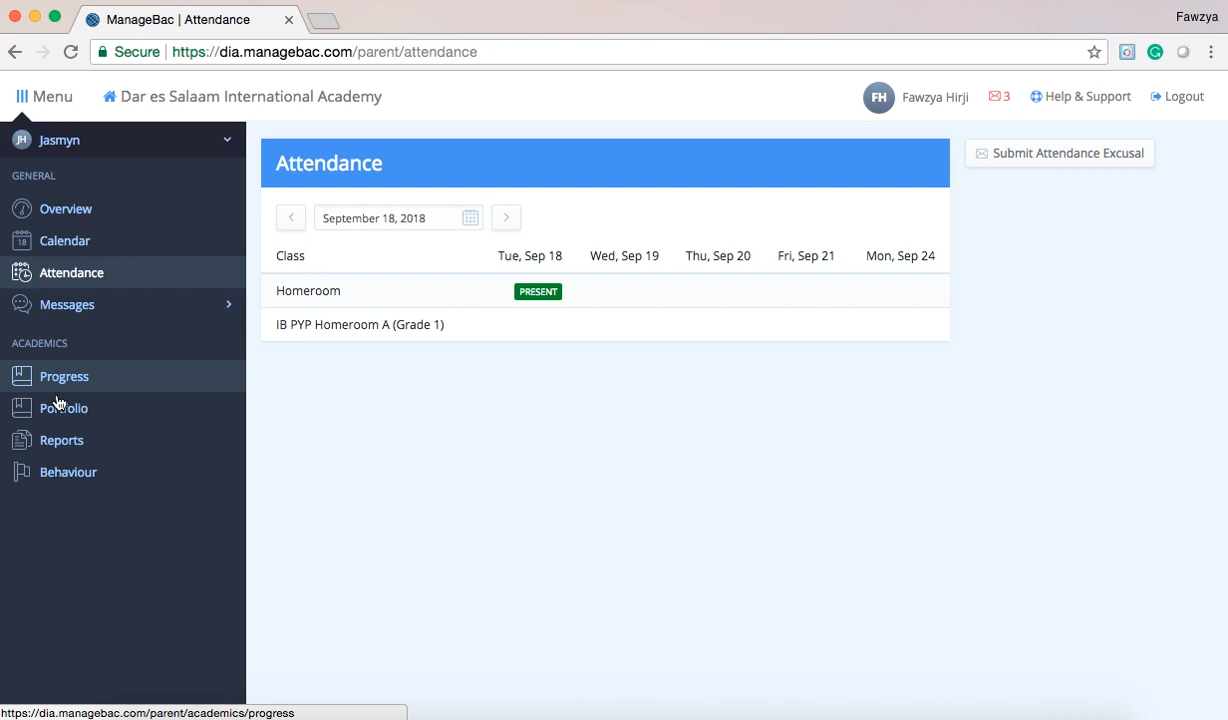 ManageBac | Attendance
Fawzya
Secure https://dia.managebac.com/parent/attendance
Menu Dar es Salaam International Academy FH Fawzya Hirji 3 Help & Support Logout
JH Jasmyn
GENERAL
Overview
18 Calendar
Attendance
Messages
ACADEMICS
Progress
Portfolio
Reports
Behaviour
Attendance
Submit Attendance Excusal
September 18, 2018
Class Tue, Sep 18 Wed, Sep 19 Thu, Sep 20 Fri, Sep 21 Mon, Sep 24
Homeroom PRESENT
IB PYP Homeroom A (Grade 1)
https://dia.managebac.com/parent/academics/progress